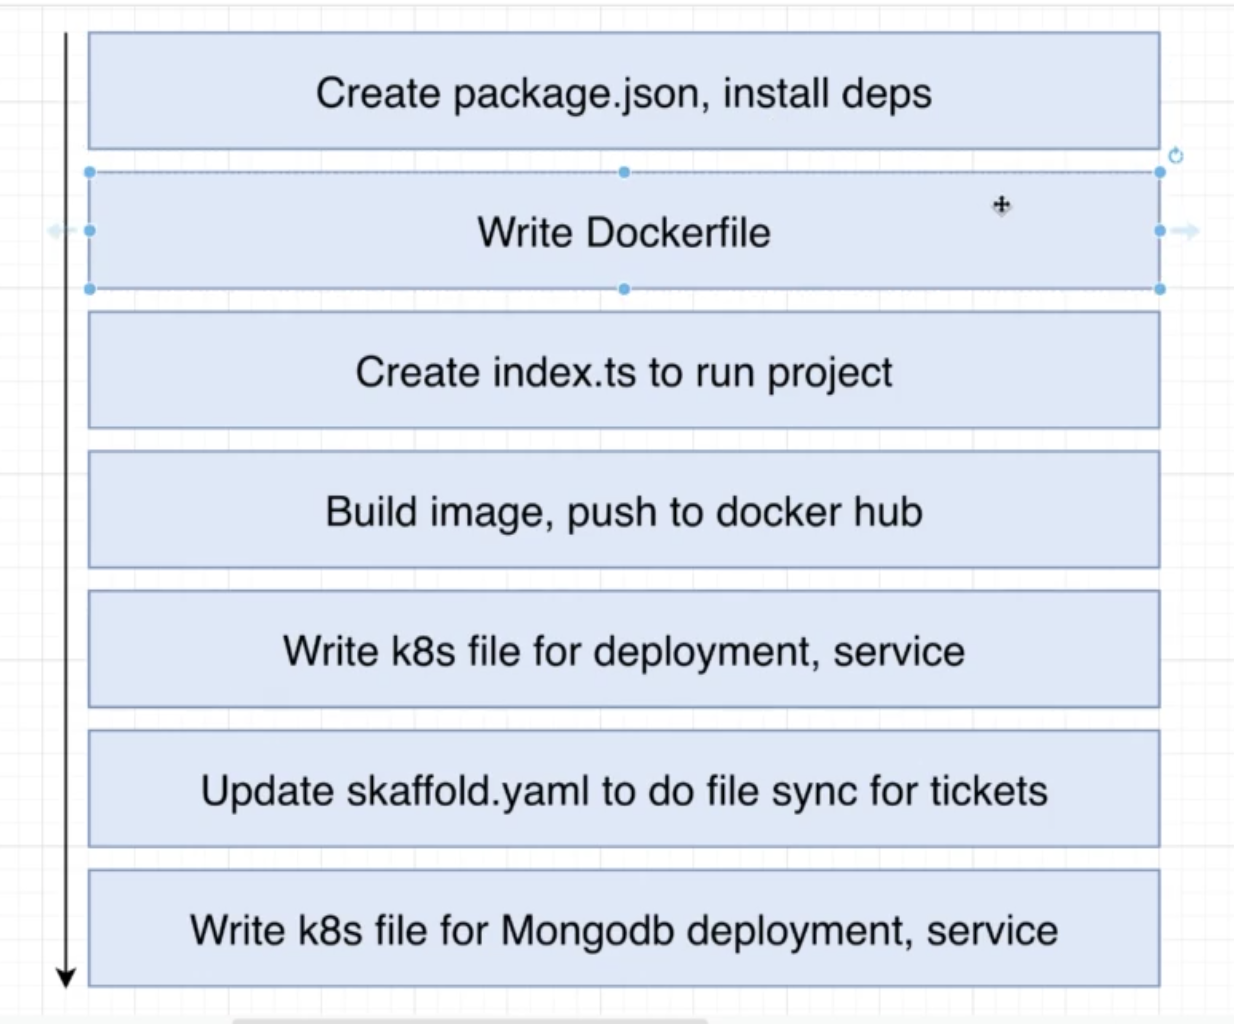 Create package.json, install deps
Write Dockerfile
Create index.ts to run project
Build image, push to docker hub
Write k8s file for deployment, service
Update skaffold.yaml to do file sync for tickets
Write k8s file for Mongodb deployment, service